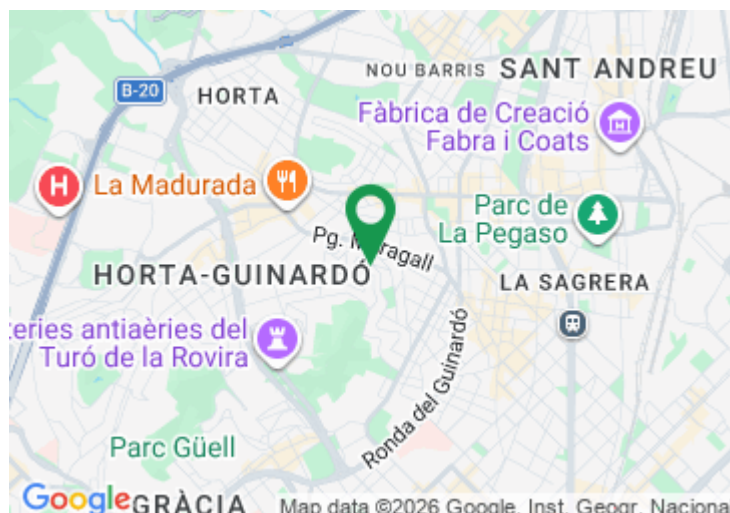 NOU BARRIS
SANT ANDREU
B-20
HORTA
Fàbrica de Creació
Fabra i Coats
H
La Madurada
Parc de
La Pegaso
Pg.
HORTA-GUINARDÓ
LA SAGRERA
antiaèries del
Turó de la Rovira
Ronda del Guinardó
Parc Güell
Google
GRÀCIA
Map data ©2026 Google, Inst. Geogr. Naciona